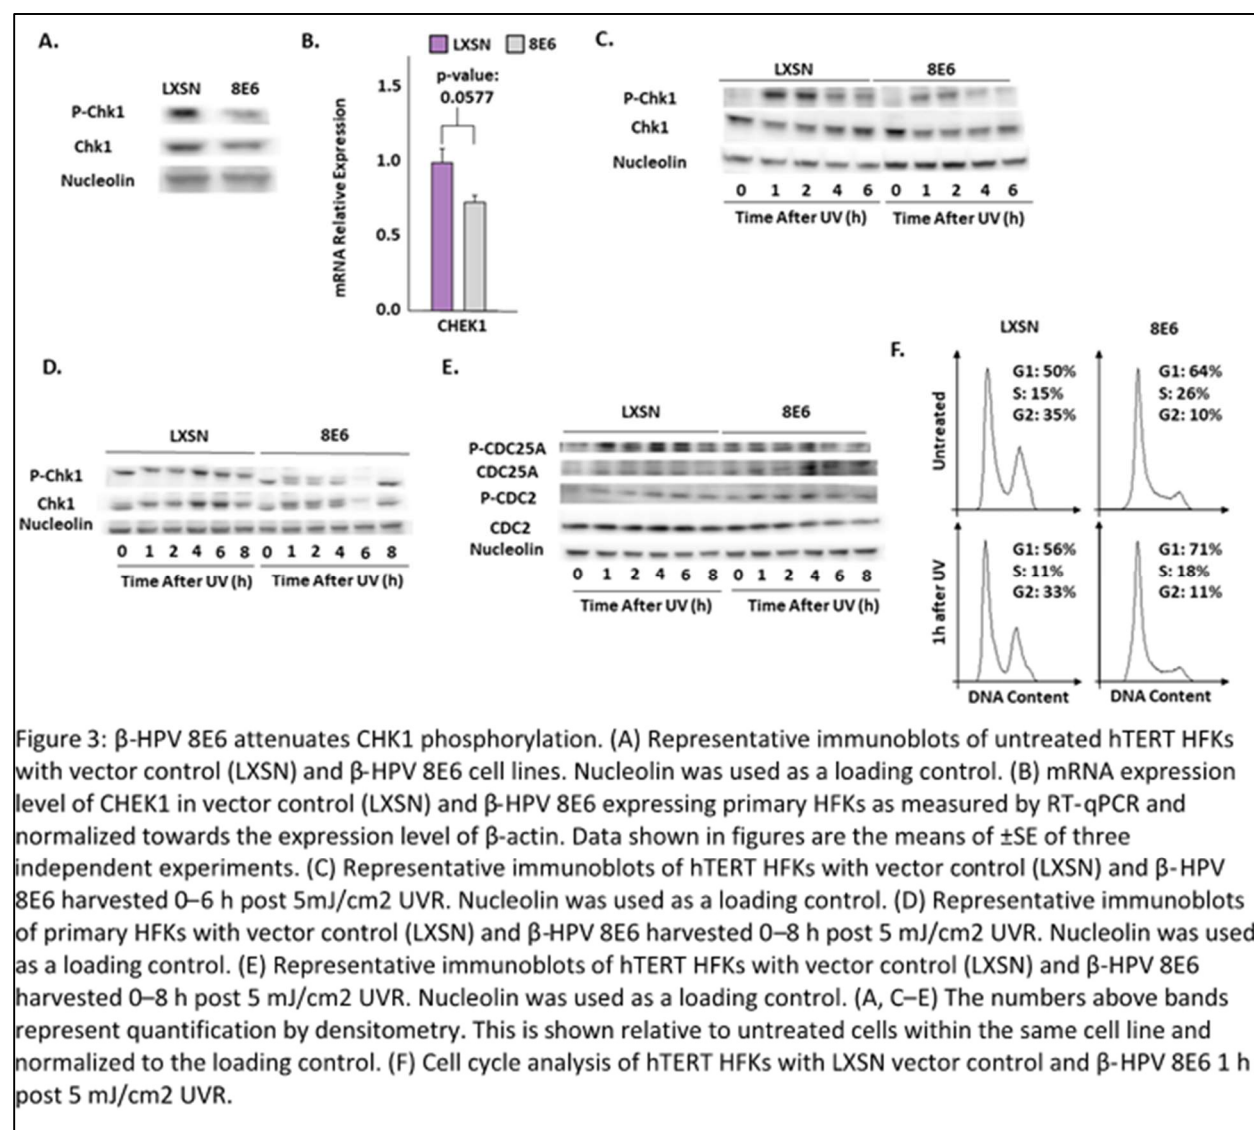 A.
LXSN 8E6
P-Chk1
Chk1
Nucleolin
B.
LXSN 8E6
p-value:
0.0577
mRNA Relative Expression
1.5
1.0
0.5
0.0
CHEK1
C.
LXSN 8E6
P-Chk1
Chk1
Nucleolin
0 1 2 4 6 0 1 2 4 6
Time After UV (h) Time After UV (h)
D.
LXSN 8E6
P-Chk1
Chk1
Nucleolin
0 1 2 4 6 8 0 1 2 4 6 8
Time After UV (h) Time After UV (h)
E.
LXSN 8E6
P-CDC25A
CDC25A
P-CDC2
CDC2
Nucleolin
0 1 2 4 6 8 0 1 2 4 6 8
Time After UV (h) Time After UV (h)
F.
LXSN 8E6
Untreated
G1: 50%
S: 15%
G2: 35%
G1: 64%
S: 26%
G2: 10%
1h after UV
G1: 56%
S: 11%
G2: 33%
G1: 71%
S: 18%
G2: 11%
DNA Content DNA Content
Figure 3: β-HPV 8E6 attenuates CHK1 phosphorylation. (A) Representative immunoblots of untreated hTERT HFKs
with vector control (LXSN) and β-HPV 8E6 cell lines. Nucleolin was used as a loading control. (B) mRNA expression
level of CHEK1 in vector control (LXSN) and β-HPV 8E6 expressing primary HFKs as measured by RT-qPCR and
normalized towards the expression level of β-actin. Data shown in figures are the means of ±SE of three
independent experiments. (C) Representative immunoblots of hTERT HFKs with vector control (LXSN) and β-HPV
8E6 harvested 0–6 h post 5mJ/cm2 UVR. Nucleolin was used as a loading control. (D) Representative immunoblots
of primary HFKs with vector control (LXSN) and β-HPV 8E6 harvested 0–8 h post 5 mJ/cm2 UVR. Nucleolin was used
as a loading control. (E) Representative immunoblots of hTERT HFKs with vector control (LXSN) and β-HPV 8E6
harvested 0–8 h post 5 mJ/cm2 UVR. Nucleolin was used as a loading control. (A, C–E) The numbers above bands
represent quantification by densitometry. This is shown relative to untreated cells within the same cell line and
normalized to the loading control. (F) Cell cycle analysis of hTERT HFKs with LXSN vector control and β-HPV 8E6 1 h
post 5 mJ/cm2 UVR.